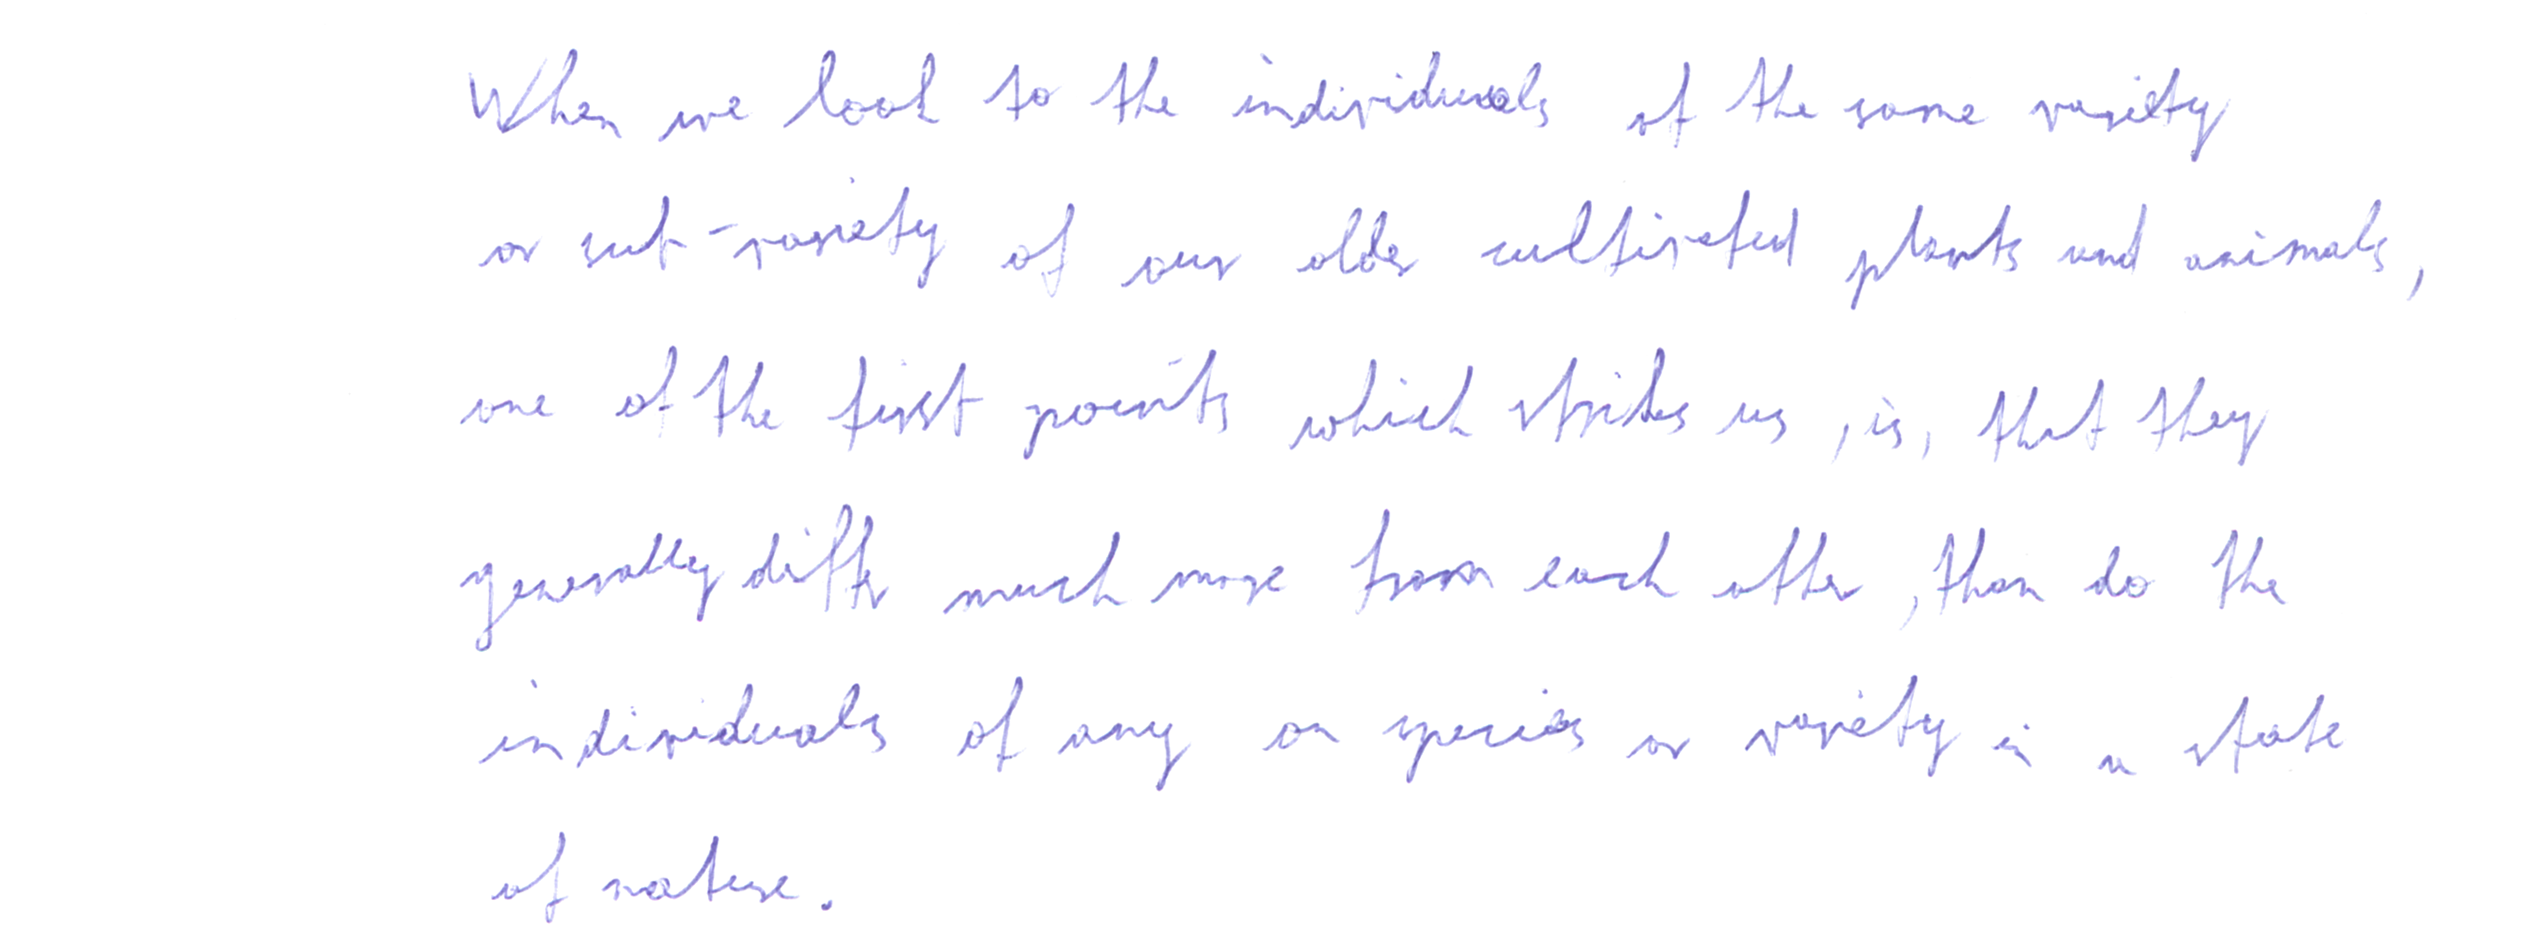 When we look to the individuals of the same variety
or sub-variety of our older cultivated plants and animals,
one of the first points which strikes us, is, that they
generally differ much more from each other, than do the
individuals of any on species or variety in a state
of nature.